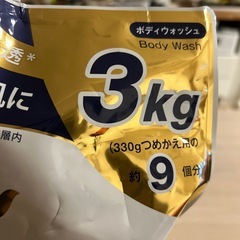 ボディウォッシュ
Body Wash
透*
肌に
3kg
層内
(330gつめかえ用の
約9個分